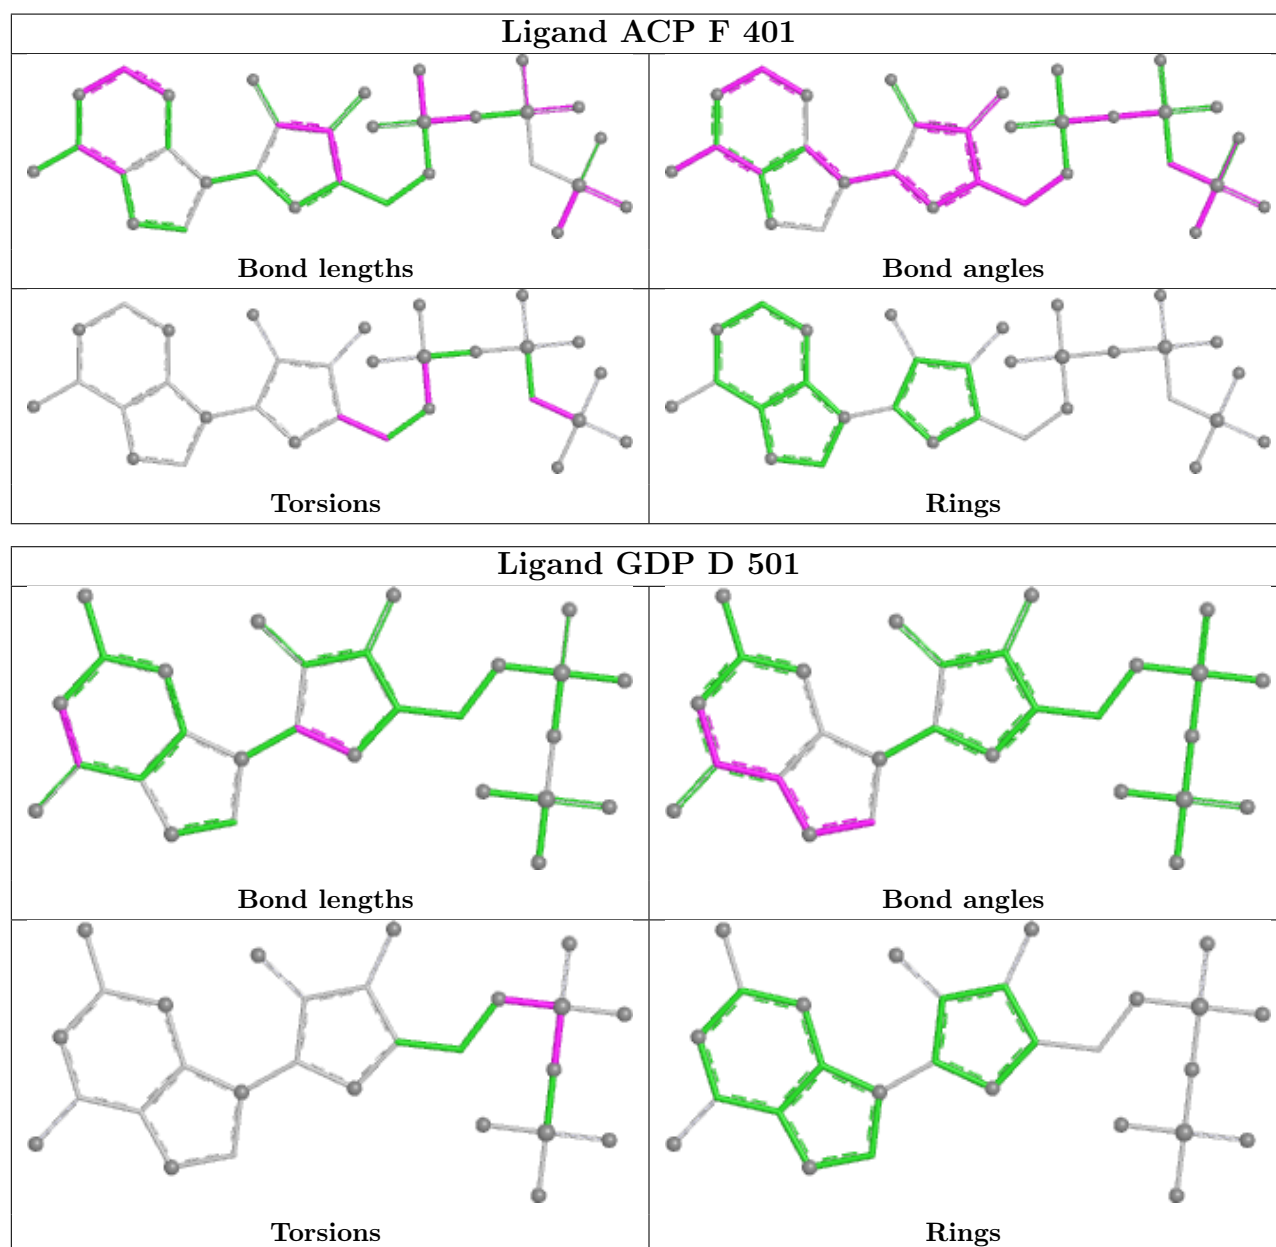 Ligand ACP F 401
Bond lengths
Bond angles
Torsions
Rings
Ligand GDP D 501
Bond lengths
Bond angles
Torsions
Rings